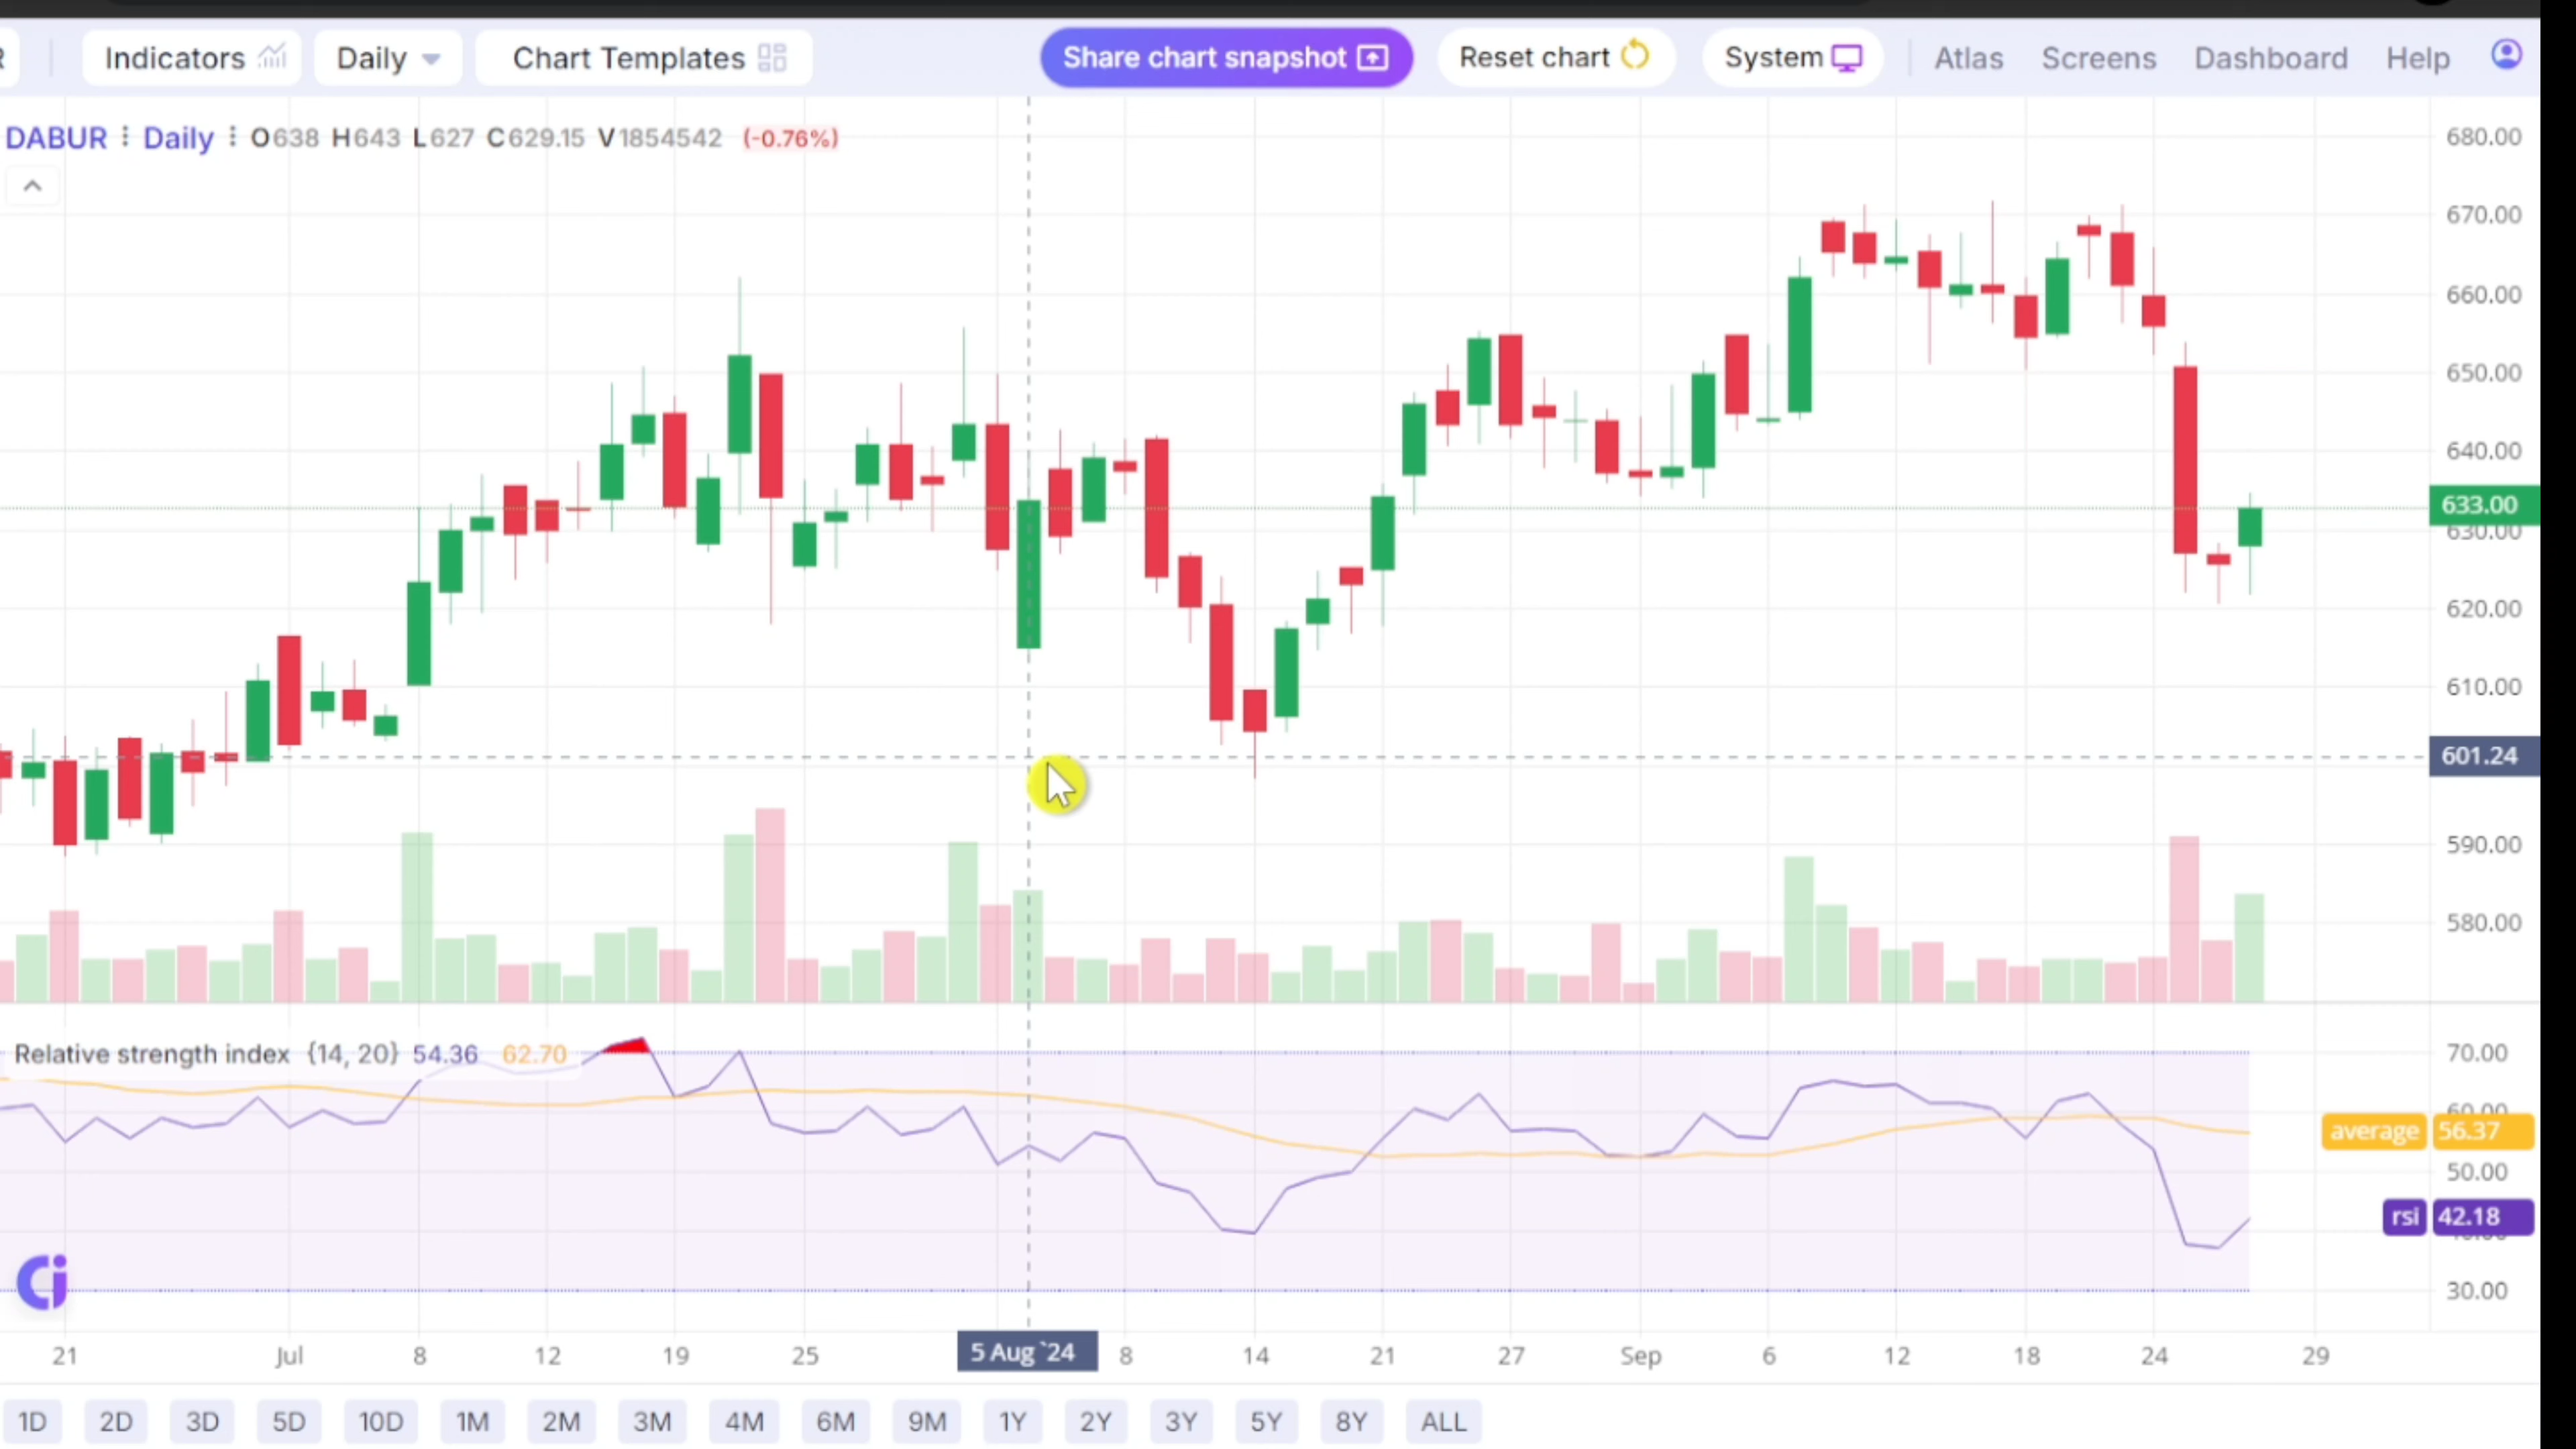 Indicators Daily Chart Templates Share chart snapshot Reset chart System Atlas Screens Dashboard Help
DABUR Daily O638 H643 L627 C629.15 V1854542 (-0.76%)
680.00
670.00
660.00
650.00
640.00
633.00
630.00
620.00
610.00
601.24
590.00
580.00
Relative strength index {14, 20} 54.36 62.70
70.00
60.00
average 56.37
50.00
rsi 42.18
30.00
21 Jul 8 12 19 25 5 Aug `24 8 14 21 27 Sep 6 12 18 24 29
1D 2D 3D 5D 10D 1M 2M 3M 4M 6M 9M 1Y 2Y 3Y 5Y 8Y ALL